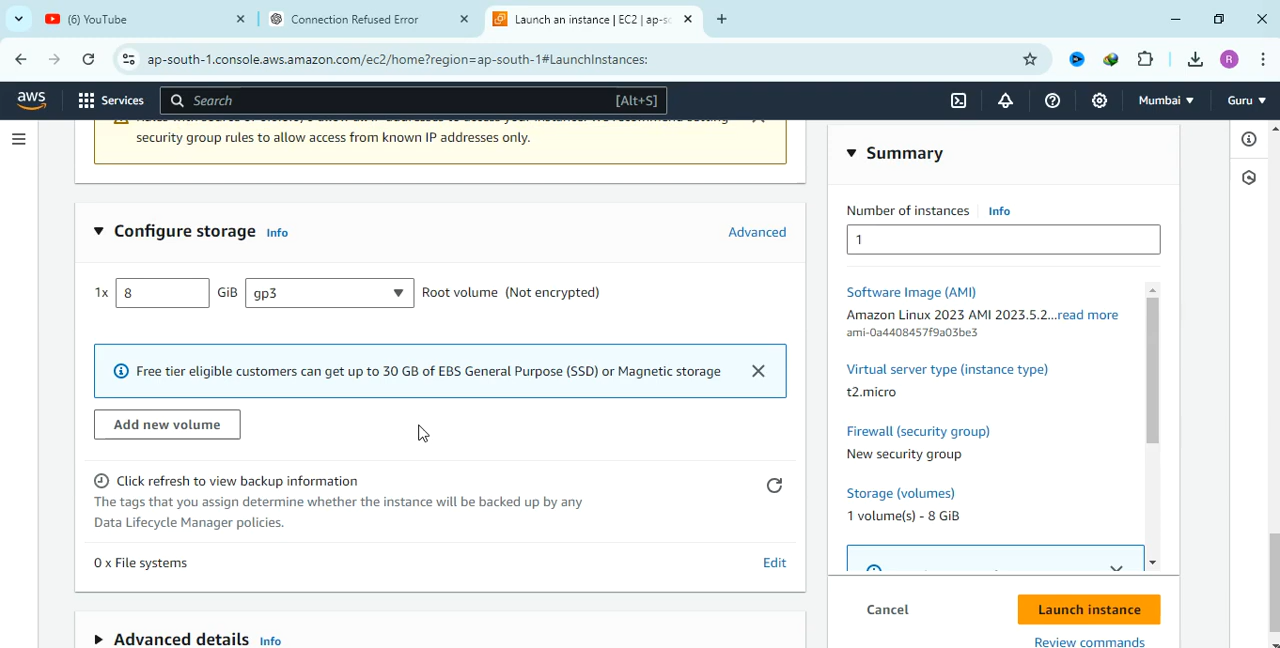 (6) YouTube
Connection Refused Error
Launch an instance | EC2 | ap-s
ap-south-1.console.aws.amazon.com/ec2/home?region=ap-south-1#LaunchInstances:
R
aws
Services
Search
[Alt+S]
Mumbai
Guru
security group rules to allow access from known IP addresses only.
Configure storage Info
Advanced
1x 8 GiB gp3 Root volume (Not encrypted)
Free tier eligible customers can get up to 30 GB of EBS General Purpose (SSD) or Magnetic storage
Add new volume
Click refresh to view backup information
The tags that you assign determine whether the instance will be backed up by any
Data Lifecycle Manager policies.
0 x File systems
Edit
Advanced details Info
Summary
Number of instances Info
1
Software Image (AMI)
Amazon Linux 2023 AMI 2023.5.2...read more
ami-0a4408457f9a03be3
Virtual server type (instance type)
t2.micro
Firewall (security group)
New security group
Storage (volumes)
1 volume(s) - 8 GiB
Cancel
Launch instance
Review commands